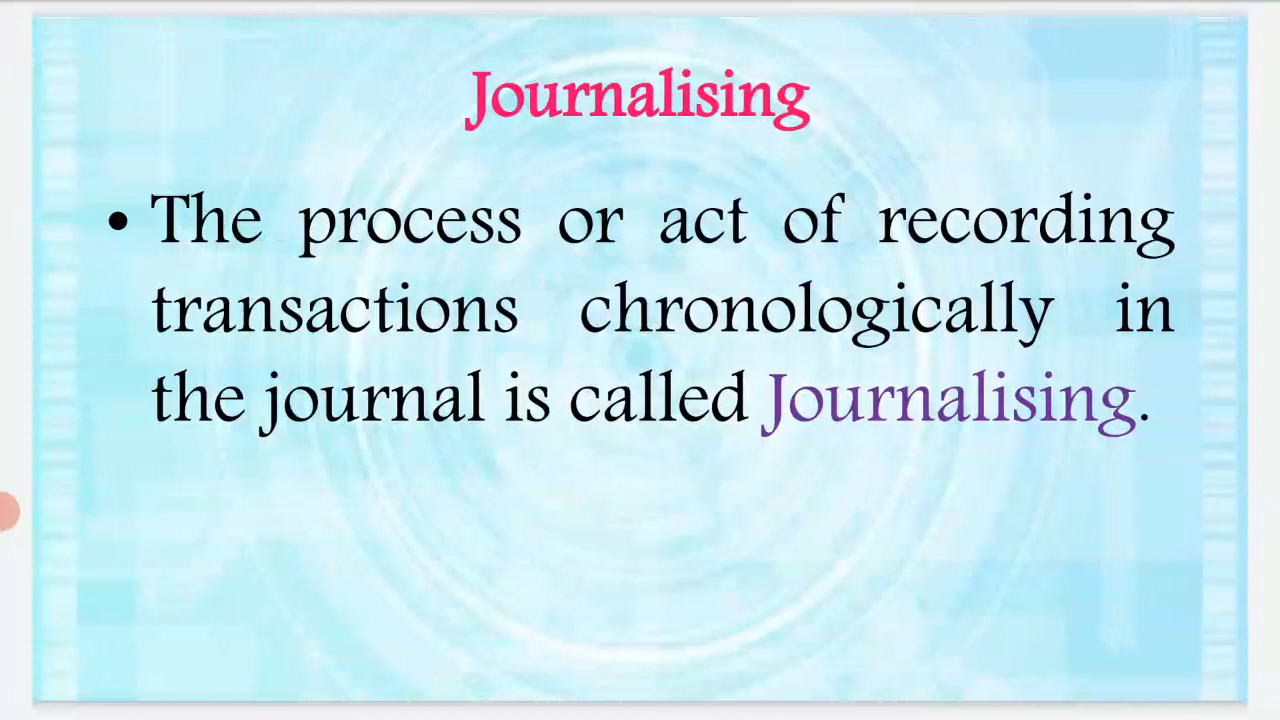 Journalising
• The process or act of recording
transactions chronologically in
the journal is called Journalising.